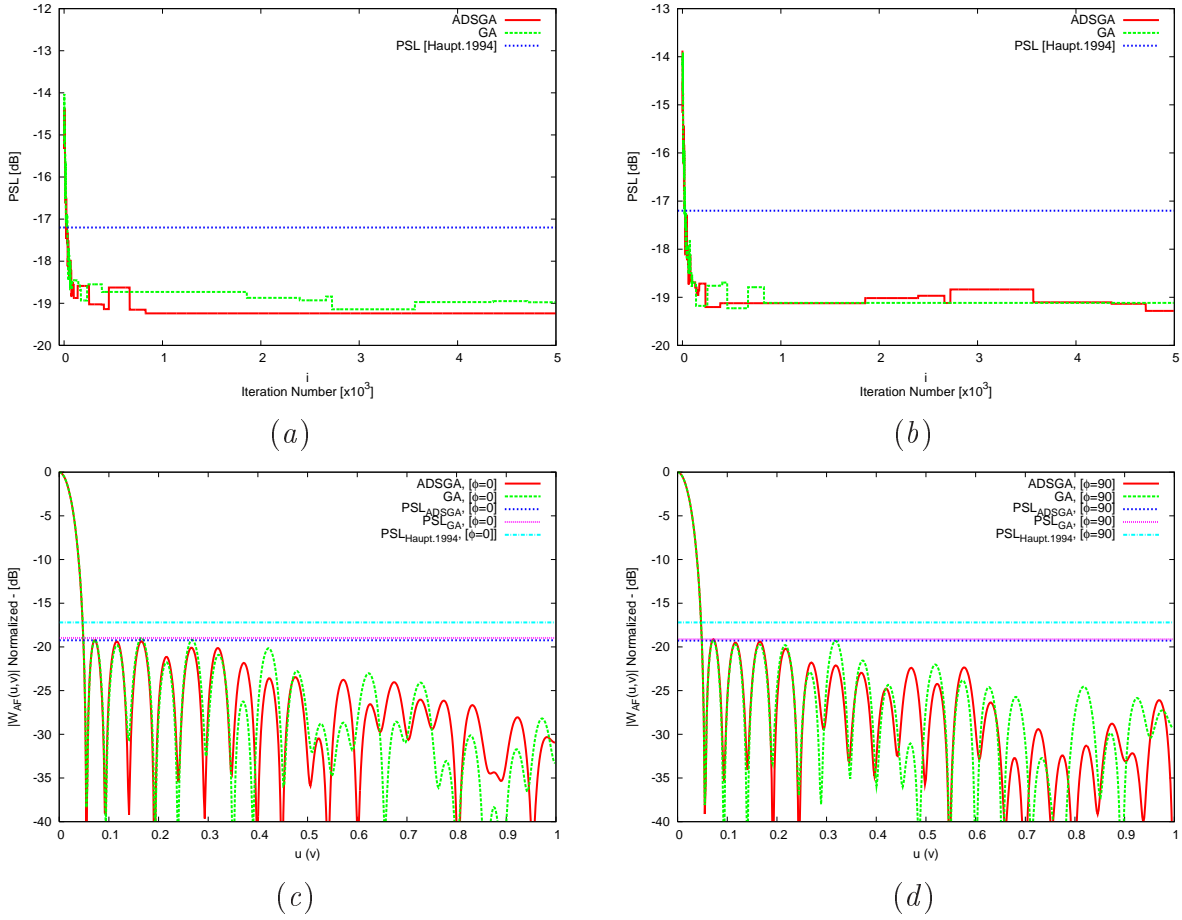 -12
-13
-14
-15
-16
-17
-18
-19
-20
PSL [dB]
0 1 2 3 4 5
i
Iteration Number [x10^3]
ADSGA
GA
PSL [Haupt.1994]
(a)
-12
-13
-14
-15
-16
-17
-18
-19
-20
PSL [dB]
0 1 2 3 4 5
i
Iteration Number [x10^3]
ADSGA
GA
PSL [Haupt.1994]
(b)
0
-5
-10
-15
-20
-25
-30
-35
-40
|W_AF(u,v)| Normalized - [dB]
0 0.1 0.2 0.3 0.4 0.5 0.6 0.7 0.8 0.9 1
u (v)
ADSGA, [ϕ=0]
GA, [ϕ=0]
PSL_ADSGA, [ϕ=0]
PSL_GA, [ϕ=0]
PSL_Haupt.1994, [ϕ=0]]
(c)
0
-5
-10
-15
-20
-25
-30
-35
-40
|W_AF(u,v)| Normalized - [dB]
0 0.1 0.2 0.3 0.4 0.5 0.6 0.7 0.8 0.9 1
u (v)
ADSGA, [ϕ=90]
GA, [ϕ=90]
PSL_ADSGA, [ϕ=90]
PSL_GA, [ϕ=90]
PSL_Haupt.1994, [ϕ=90]
(d)